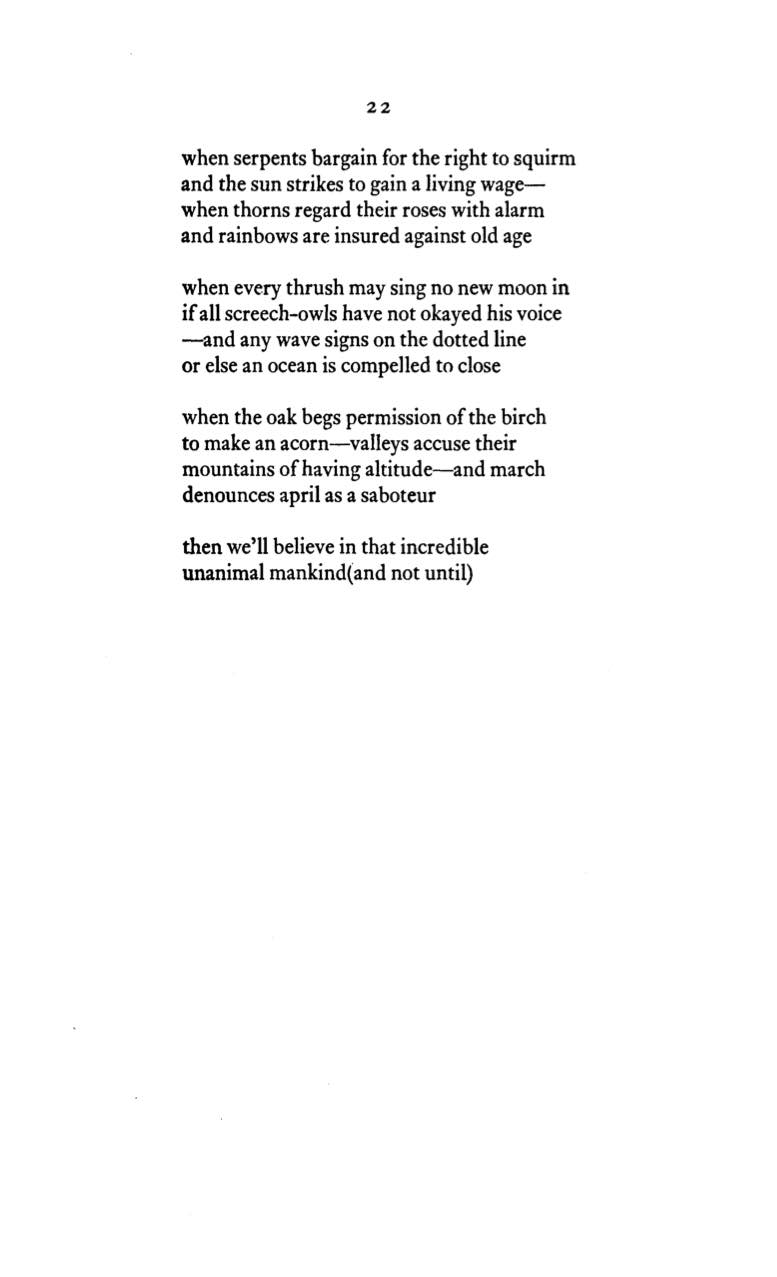 22
when serpents bargain for the right to squirm
and the sun strikes to gain a living wage—
when thorns regard their roses with alarm
and rainbows are insured against old age
when every thrush may sing no new moon in
if all screech-owls have not okayed his voice
—and any wave signs on the dotted line
or else an ocean is compelled to close
when the oak begs permission of the birch
to make an acorn—valleys accuse their
mountains of having altitude—and march
denounces april as a saboteur
then we'll believe in that incredible
unanimal mankind(and not until)